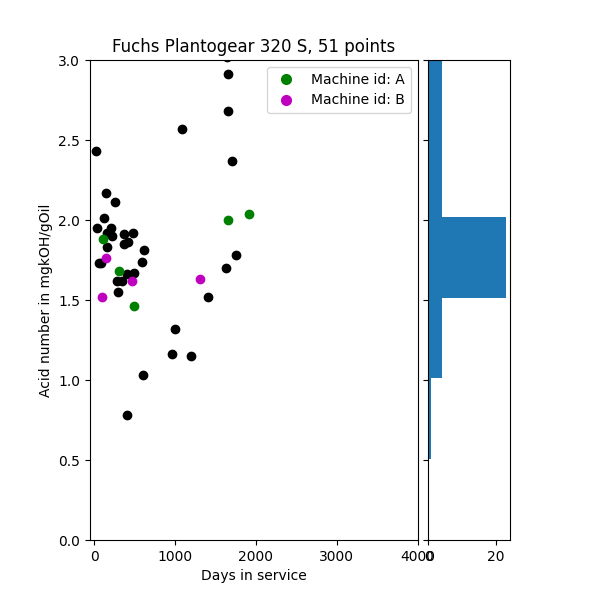 Fuchs Plantogear 320 S, 51 points
Machine id: A
Machine id: B
3.0
2.5
2.0
1.5
1.0
0.5
0.0
Acid number in mgkOH/gOil
0 1000 2000 3000 4000
Days in service
0 20